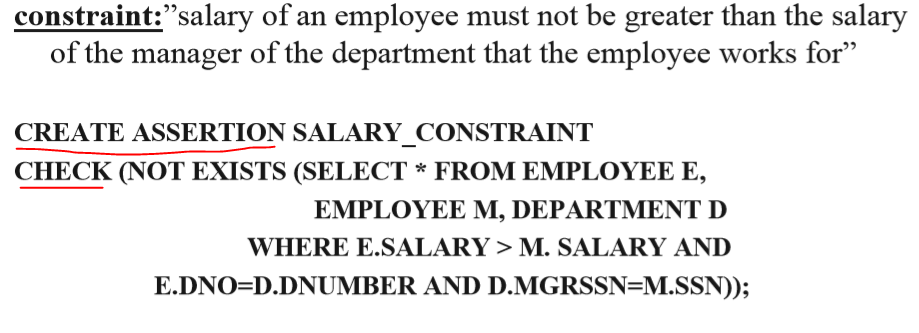 constraint:”salary of an employee must not be greater than the salary
of the manager of the department that the employee works for”
CREATE ASSERTION SALARY_CONSTRAINT
CHECK (NOT EXISTS (SELECT * FROM EMPLOYEE E,
EMPLOYEE M, DEPARTMENT D
WHERE E.SALARY > M. SALARY AND
E.DNO=D.DNUMBER AND D.MGRSSN=M.SSN));